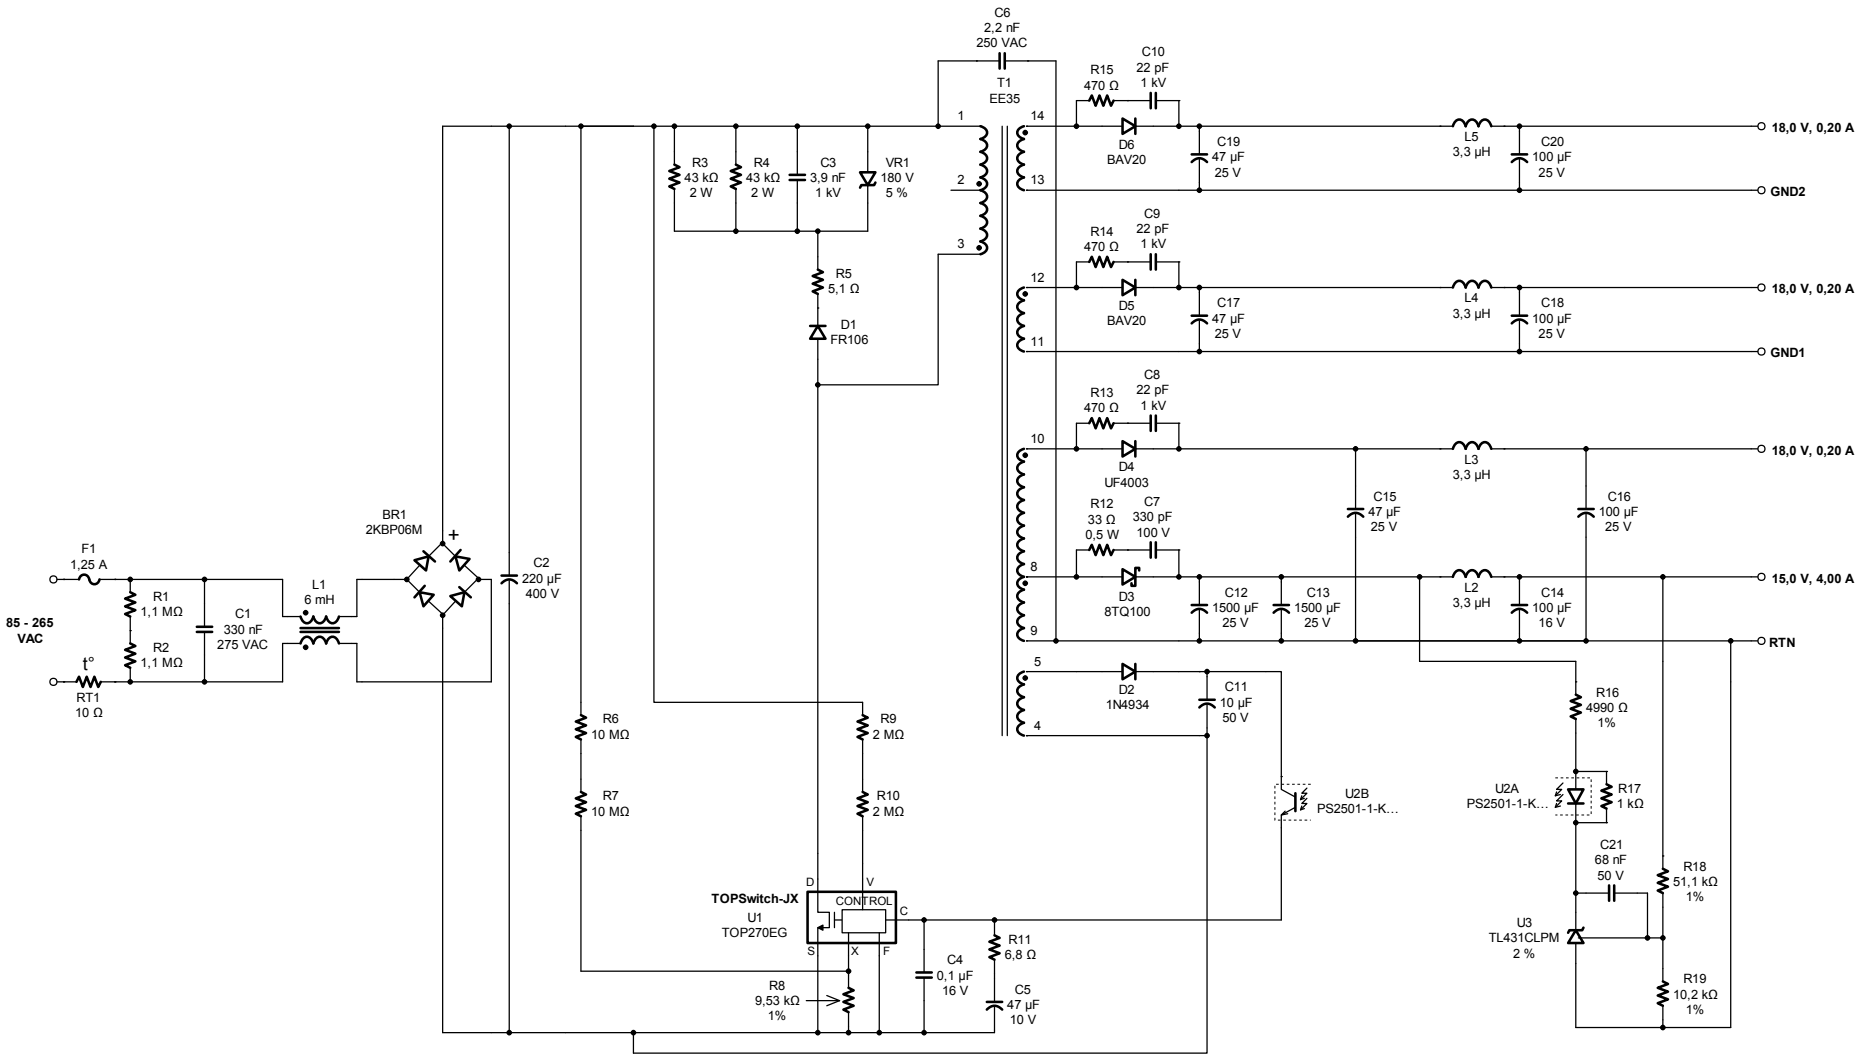 C6
2,2 nF
250 VAC
T1
EE35
C10
22 pF
1 kV
R15
470 Ω
D6
BAV20
1
2
3
14
13
18,0 V, 0,20 A
C19
47 µF
25 V
L5
3,3 µH
C20
100 µF
25 V
GND2
R3
43 kΩ
2 W
R4
43 kΩ
2 W
C3
3,9 nF
1 kV
VR1
180 V
5 %
R5
5,1 Ω
D1
FR106
C9
22 pF
1 kV
R14
470 Ω
12
11
D5
BAV20
C17
47 µF
25 V
L4
3,3 µH
C18
100 µF
25 V
18,0 V, 0,20 A
GND1
C8
22 pF
1 kV
R13
470 Ω
10
D4
UF4003
L3
3,3 µH
18,0 V, 0,20 A
C15
47 µF
25 V
C16
100 µF
25 V
R12
33 Ω
0,5 W
C7
330 pF
100 V
8
9
D3
8TQ100
C12
1500 µF
25 V
C13
1500 µF
25 V
L2
3,3 µH
C14
100 µF
16 V
15,0 V, 4,00 A
RTN
BR1
2KBP06M
+
F1
1,25 A
85 - 265
VAC
R1
1,1 MΩ
R2
1,1 MΩ
t°
RT1
10 Ω
C1
330 nF
275 VAC
L1
6 mH
C2
220 µF
400 V
5
4
D2
1N4934
C11
10 µF
50 V
R6
10 MΩ
R7
10 MΩ
R9
2 MΩ
R10
2 MΩ
U2B
PS2501-1-K...
R16
4990 Ω
1%
U2A
PS2501-1-K...
R17
1 kΩ
C21
68 nF
50 V
R18
51,1 kΩ
1%
U3
TL431CLPM
2 %
R19
10,2 kΩ
1%
TOPSwitch-JX
U1
TOP270EG
D
V
CONTROL
C
S
X
F
R8
9,53 kΩ
1%
C4
0,1 µF
16 V
R11
6,8 Ω
C5
47 µF
10 V